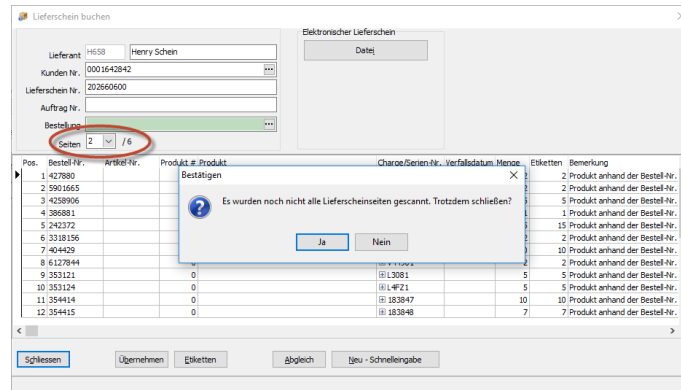 Lieferschein buchen
Elektronischer Lieferschein
Lieferant H658 Henry Schein
Datei
Kunden Nr. 0001642842
Lieferschein Nr. 202660600
Auftrag Nr.
Bestellung
Seiten 2 / 6
Pos. Bestell-Nr. Artikel-Nr. Produkt # Produkt Charge/Serien-Nr. Verfallsdatum Menge Etiketten Bemerkung
Bestätigen
Es wurden noch nicht alle Lieferscheinseiten gescannt. Trotzdem schließen?
Ja Nein
1 427880 2 Produkt anhand der Bestell-Nr.
2 5901665 2 Produkt anhand der Bestell-Nr.
3 4258906 5 Produkt anhand der Bestell-Nr.
4 386881 1 Produkt anhand der Bestell-Nr.
5 242372 15 Produkt anhand der Bestell-Nr.
6 3318156 2 Produkt anhand der Bestell-Nr.
7 404429 10 Produkt anhand der Bestell-Nr.
8 6127844 0 2 2 Produkt anhand der Bestell-Nr.
9 353121 0 L3081 5 5 Produkt anhand der Bestell-Nr.
10 353124 0 L4FZ1 5 5 Produkt anhand der Bestell-Nr.
11 354414 0 183847 10 10 Produkt anhand der Bestell-Nr.
12 354415 0 183848 7 7 Produkt anhand der Bestell-Nr.
Schliessen Übernehmen Etiketten Abgleich Neu - Schnelleingabe